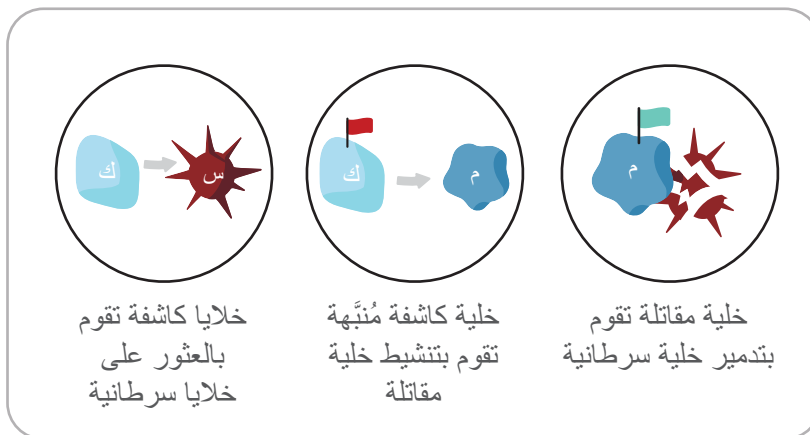 ك
س
خلايا كاشفة تقوم
بالعثور على
خلايا سرطانية
ك
م
خلية كاشفة مُنبَّهة
تقوم بتنشيط خلية
مقاتلة
م
خلية مقاتلة تقوم
بتدمير خلية سرطانية